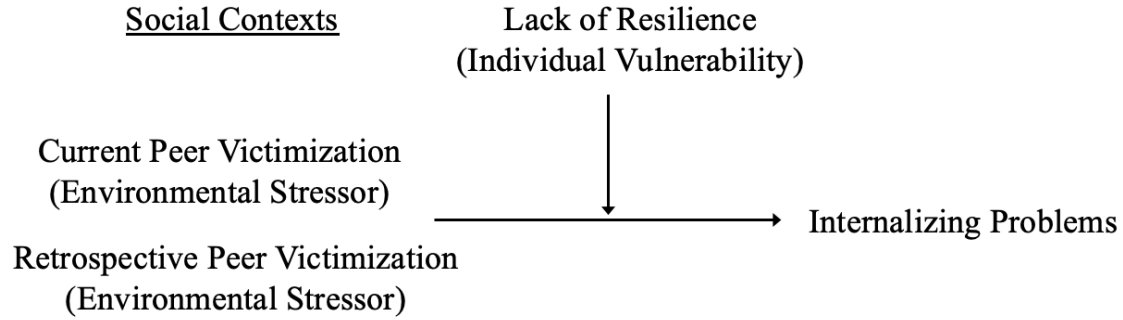 Social Contexts
Lack of Resilience
(Individual Vulnerability)
Current Peer Victimization
(Environmental Stressor)
Internalizing Problems
Retrospective Peer Victimization
(Environmental Stressor)